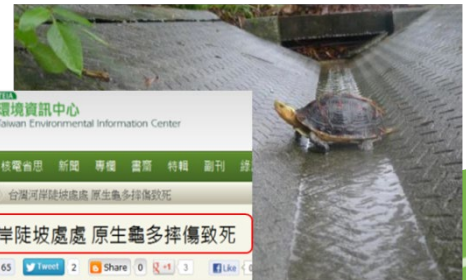 TEIA
環境資訊中心
Taiwan Environmental Information Center
核電省思 新聞 專欄 書齋 特輯 副刊
台灣河岸陡坡處處 原生龜多摔傷致死
岸陡坡處處 原生龜多摔傷致死
65 Tweet 2 Share 0 +1 3 Like